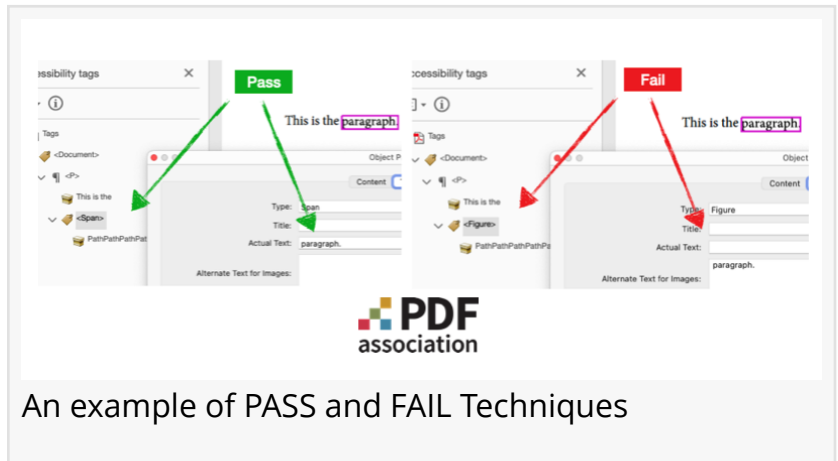 essibility tags
Pass
This is the paragraph.
Tags
<Document>
<P>
This is the
<Span>
PathPathPathPat
Object P
Content
Type: Span
Title:
Actual Text: paragraph.
Alternate Text for Images:
ccessibility tags
Fail
This is the paragraph.
Tags
<Document>
<P>
This is the
<Figure>
PathPathPathPathPa
Object
Content
Type: Figure
Title:
Actual Text:
paragraph.
Alternate Text for Images:
PDF
association
An example of PASS and FAIL Techniques